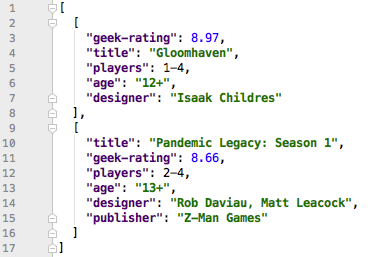 1 [
2   [
3     "geek-rating": 8.97,
4     "title": "Gloomhaven",
5     "players": 1-4,
6     "age": "12+",
7     "designer": "Isaak Childres"
8   ],
9   [
10     "title": "Pandemic Legacy: Season 1",
11     "geek-rating": 8.66,
12     "players": 2-4,
13     "age": "13+",
14     "designer": "Rob Daviau, Matt Leacock",
15     "publisher": "Z-Man Games"
16   ]
17 ]